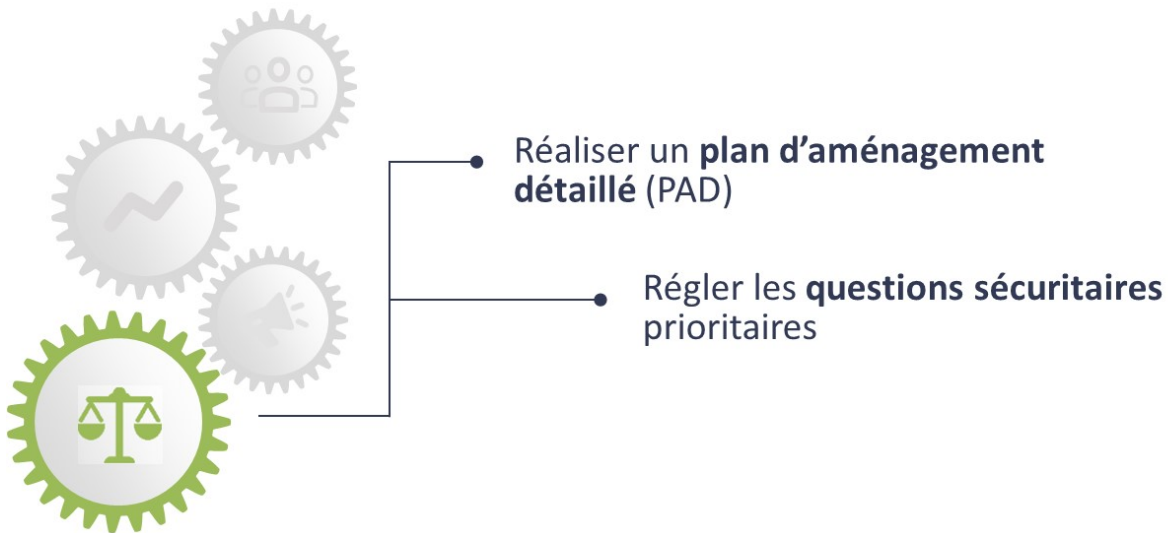 Réaliser un plan d’aménagement
détaillé (PAD)
Régler les questions sécuritaires
prioritaires